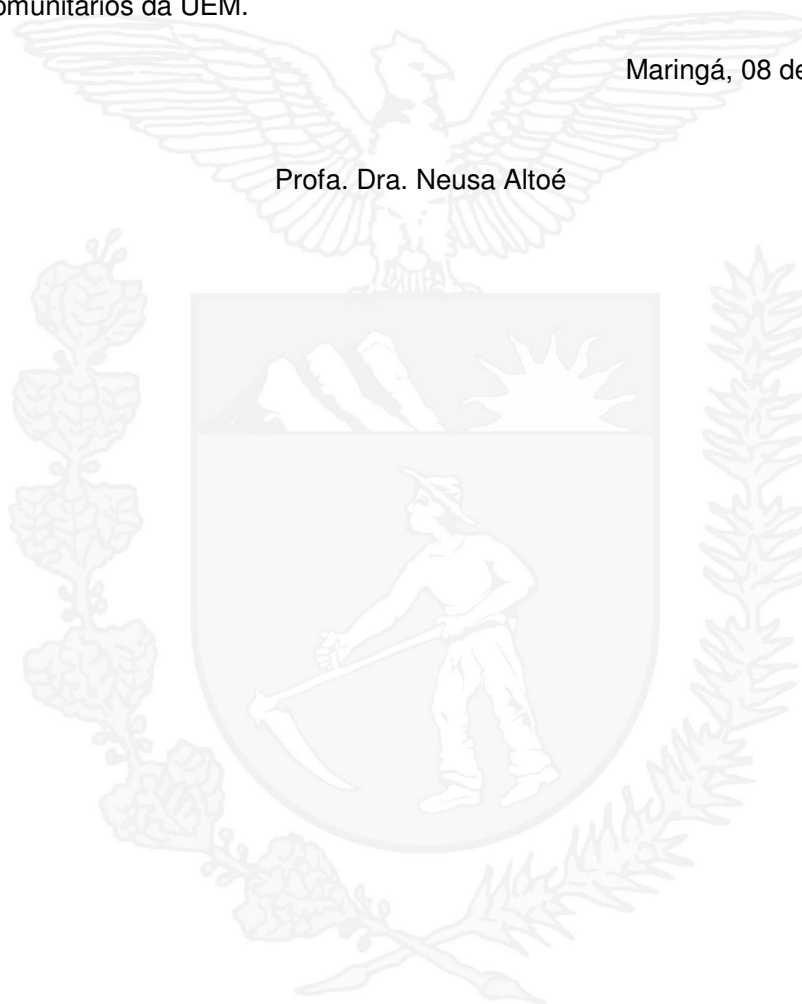 omunitários da UEM.
Maringá, 08 de
Profa. Dra. Neusa Altoé